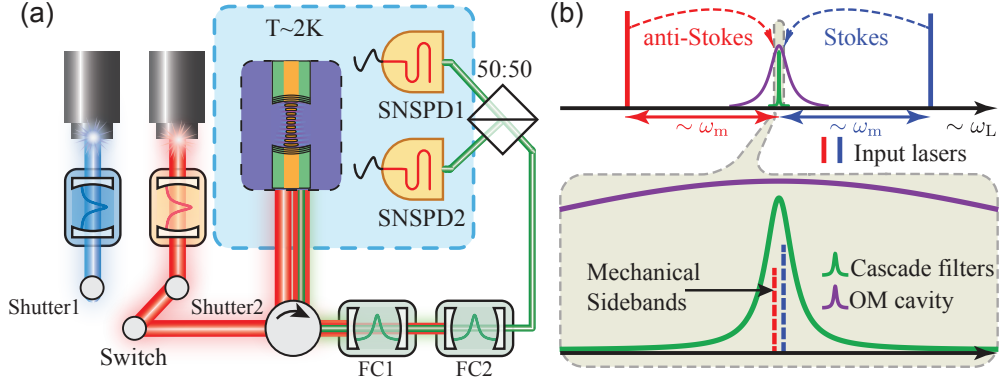 (a)
T~2K
SNSPD1
50:50
SNSPD2
Shutter1
Shutter2
Switch
FC1
FC2
(b)
anti-Stokes
Stokes
~ ωm
~ ωm
~ ωL
Input lasers
Mechanical
Sidebands
Cascade filters
OM cavity